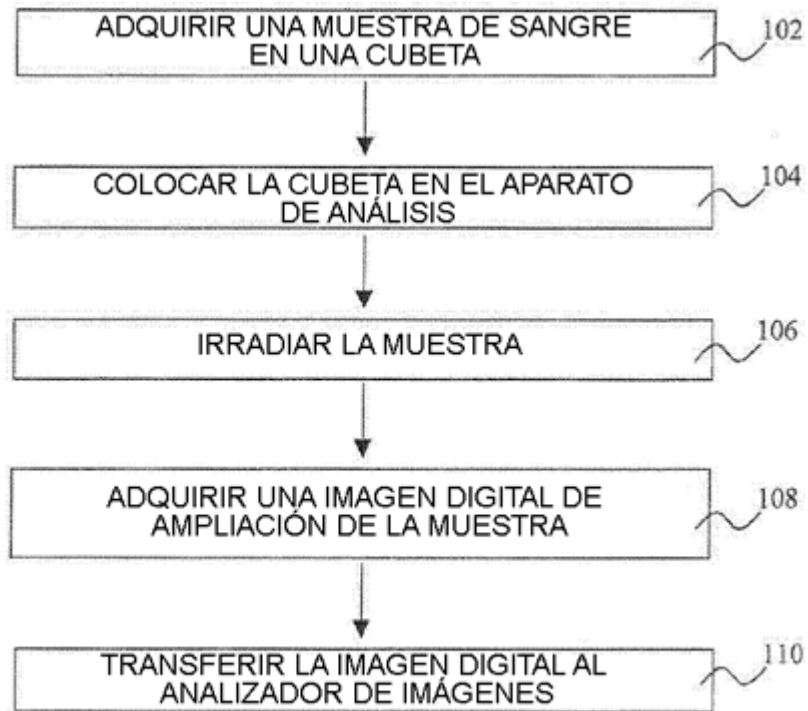 ADQUIRIR UNA MUESTRA DE SANGRE
EN UNA CUBETA
102
COLOCAR LA CUBETA EN EL APARATO
DE ANÁLISIS
104
IRRADIAR LA MUESTRA
106
ADQUIRIR UNA IMAGEN DIGITAL DE
AMPLIACIÓN DE LA MUESTRA
108
TRANSFERIR LA IMAGEN DIGITAL AL
ANALIZADOR DE IMÁGENES
110